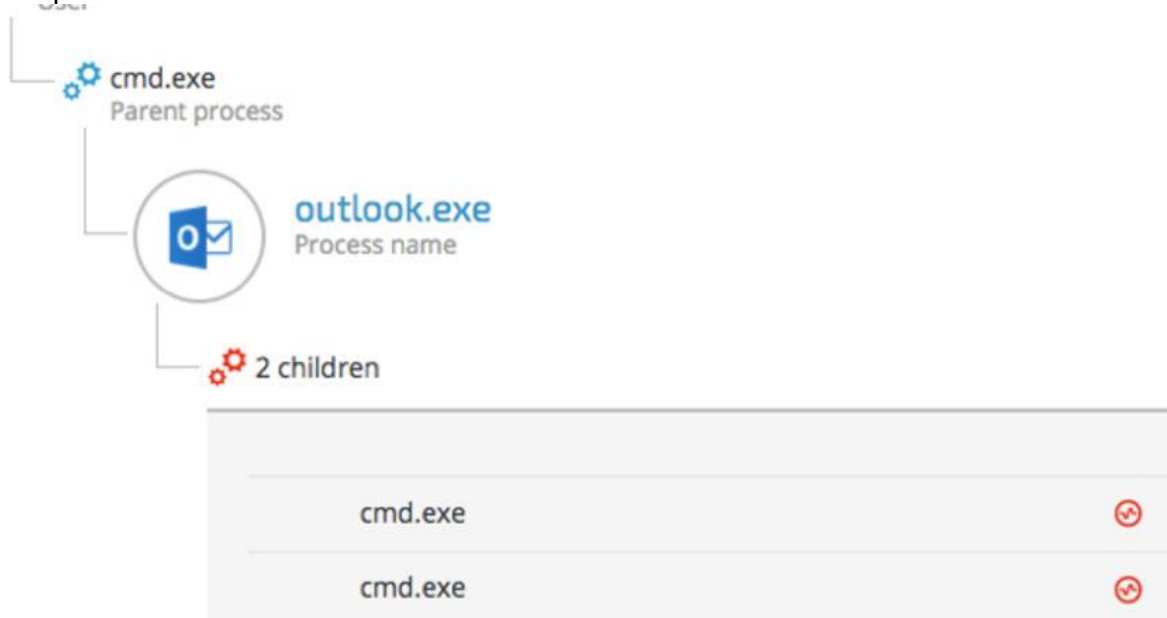 cmd.exe
Parent process
outlook.exe
Process name
2 children
cmd.exe
cmd.exe